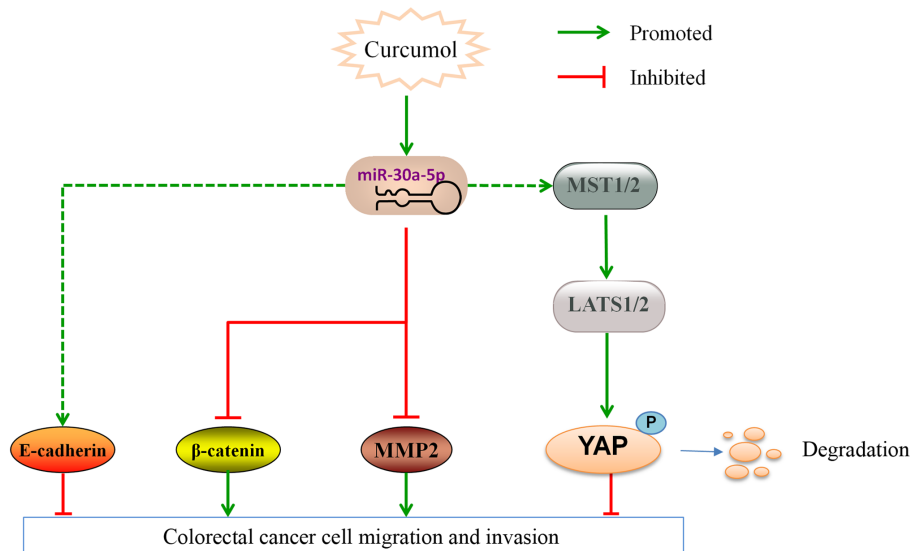 Curcumol
Promoted
Inhibited
miR-30a-5p
MST1/2
LATS1/2
P
E-cadherin
β-catenin
MMP2
YAP
Degradation
Colorectal cancer cell migration and invasion